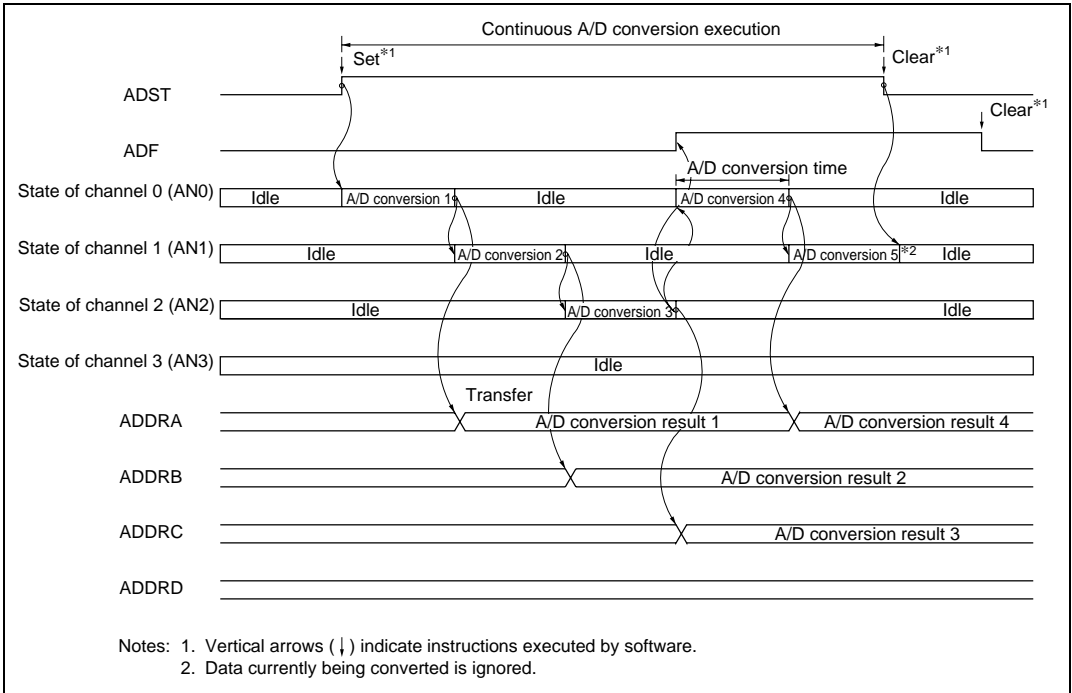 Continuous A/D conversion execution
Set*1
Clear*1
ADST
Clear*1
ADF
A/D conversion time
State of channel 0 (AN0)
Idle
A/D conversion 1
Idle
A/D conversion 4
Idle
State of channel 1 (AN1)
Idle
A/D conversion 2
Idle
A/D conversion 5*2
Idle
State of channel 2 (AN2)
Idle
A/D conversion 3
Idle
State of channel 3 (AN3)
Idle
Transfer
ADDRA
A/D conversion result 1
A/D conversion result 4
ADDRB
A/D conversion result 2
ADDRC
A/D conversion result 3
ADDRD
Notes: 1. Vertical arrows (↓) indicate instructions executed by software.
2. Data currently being converted is ignored.